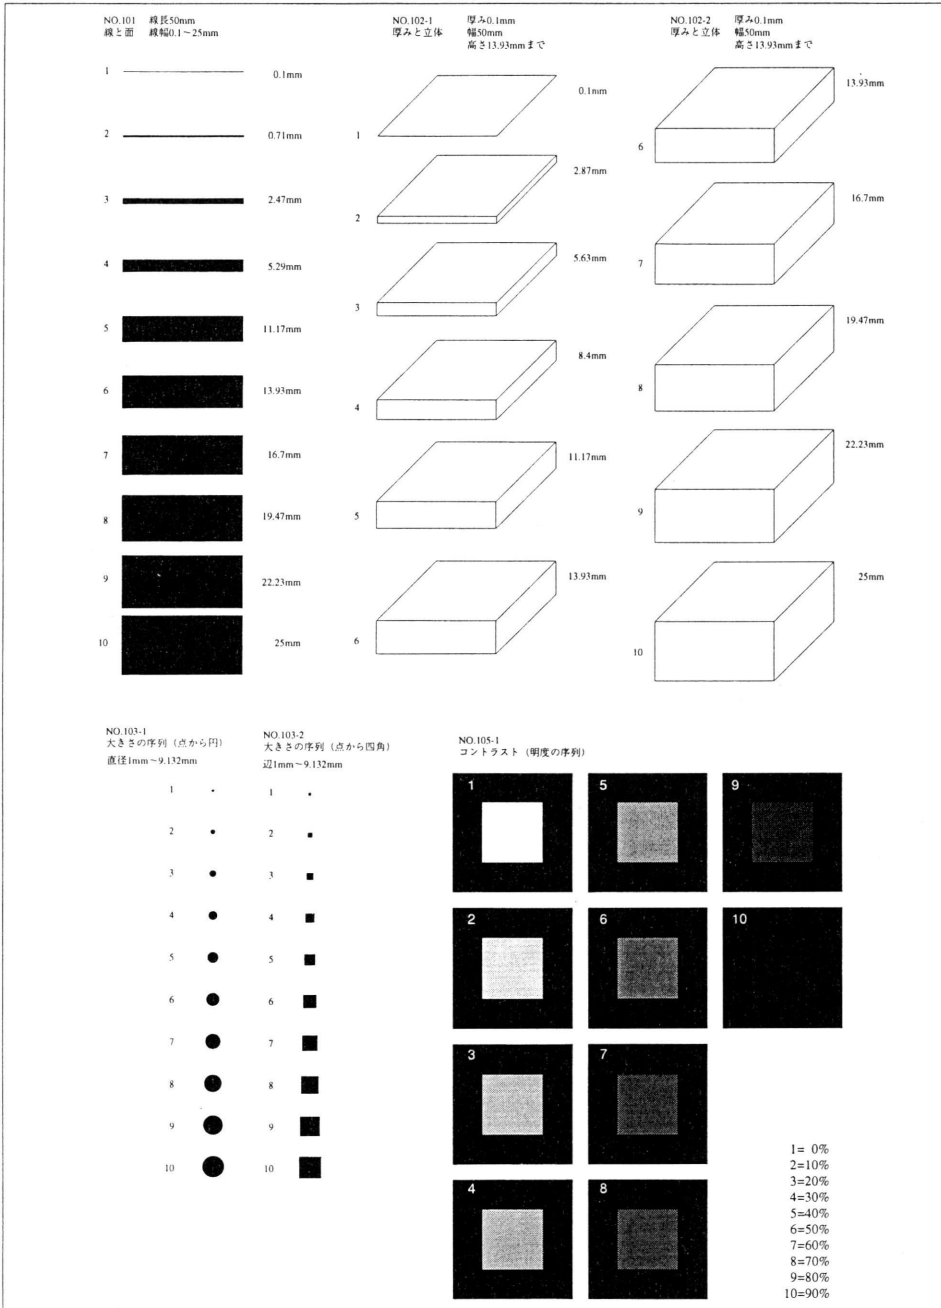 NO.101 線長50mm
線と面 線幅0.1～25mm
1 0.1mm
2 0.71mm
3 2.47mm
4 5.29mm
5 11.17mm
6 13.93mm
7 16.7mm
8 19.47mm
9 22.23mm
10 25mm
NO.102-1 厚み0.1mm
厚みと立体 幅50mm
高さ13.93mmまで
0.1mm
1
2.87mm
2
5.63mm
3
8.4mm
4
11.17mm
5
13.93mm
6
NO.102-2 厚み0.1mm
厚みと立体 幅50mm
高さ13.93mmまで
13.93mm
6
16.7mm
7
19.47mm
8
22.23mm
9
25mm
10
NO.103-1
大きさの序列（点から円）
直径1mm～9.132mm
1
2
3
4
5
6
7
8
9
10
NO.103-2
大きさの序列（点から四角）
辺1mm～9.132mm
1
2
3
4
5
6
7
8
9
10
NO.105-1
コントラスト（明度の序列）
1
5
9
2
6
10
3
7
4
8
1= 0%
2=10%
3=20%
4=30%
5=40%
6=50%
7=60%
8=70%
9=80%
10=90%